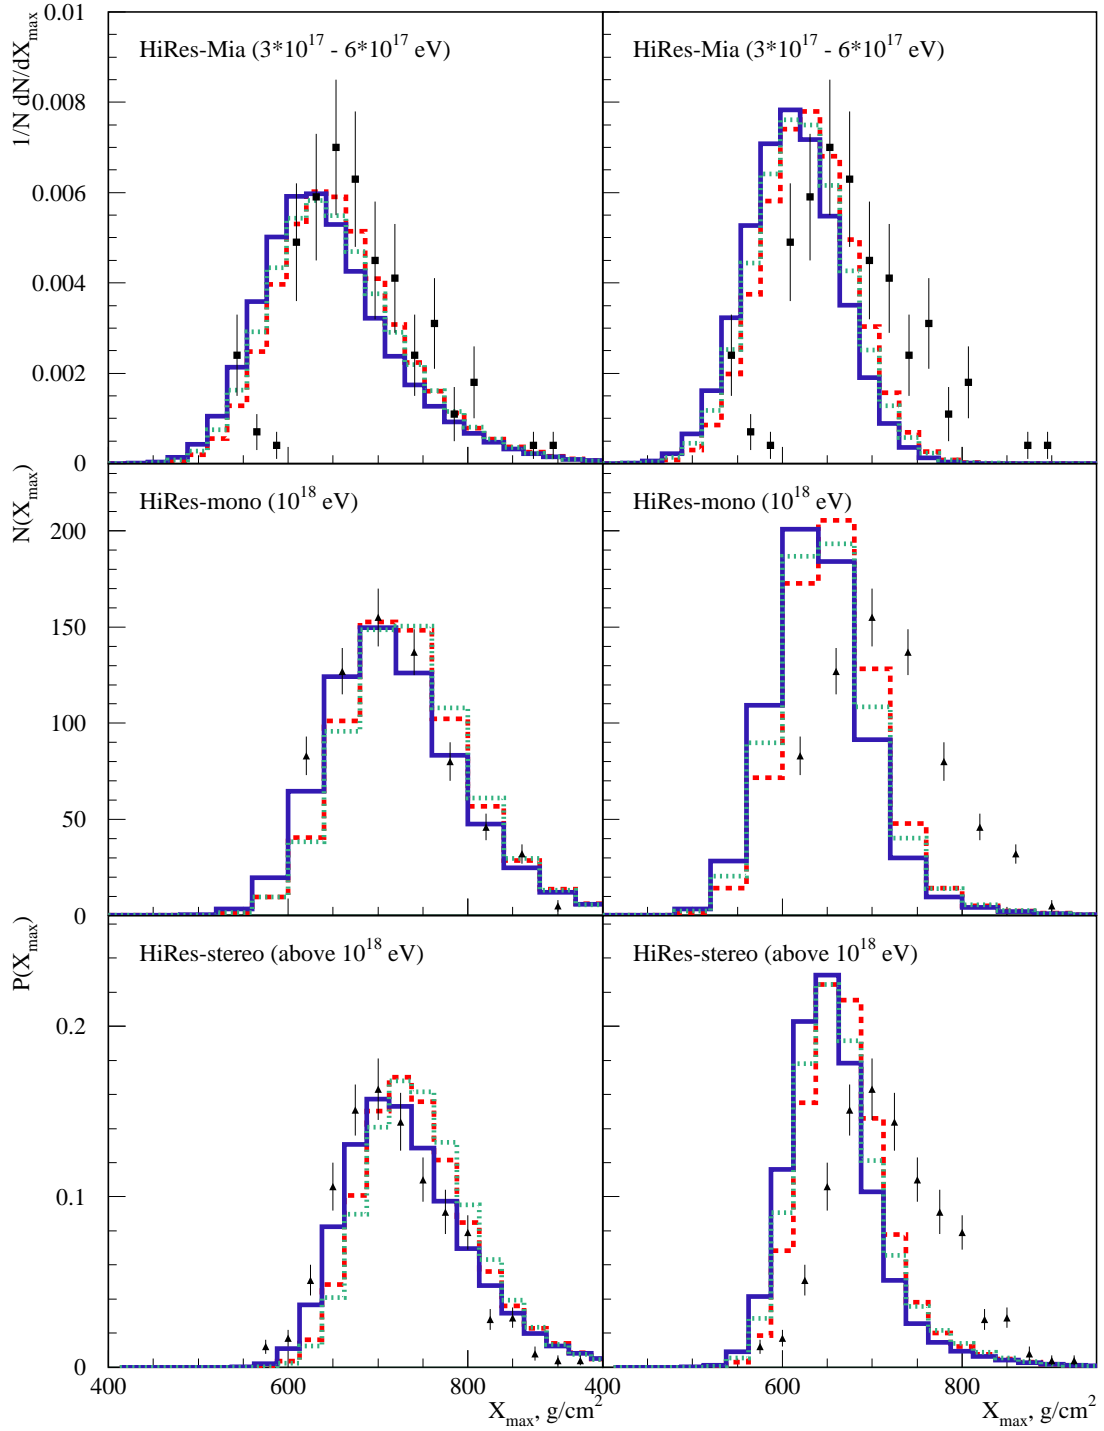 1/N dN/dXmax
0.01
0.008
0.006
0.004
0.002
0
HiRes-Mia (3*10^17 - 6*10^17 eV)
HiRes-Mia (3*10^17 - 6*10^17 eV)
N(Xmax)
200
150
100
50
0
HiRes-mono (10^18 eV)
HiRes-mono (10^18 eV)
P(Xmax)
0.2
0.1
0
HiRes-stereo (above 10^18 eV)
HiRes-stereo (above 10^18 eV)
400 600 800 400 600 800
Xmax, g/cm^2 Xmax, g/cm^2